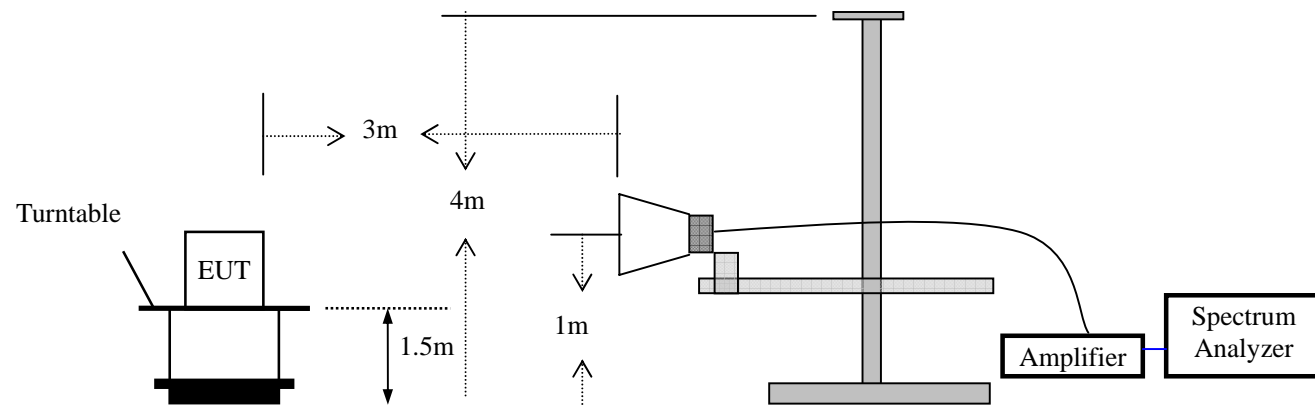 3m
4m
Turntable
EUT
1m
1.5m
Amplifier
Spectrum
Analyzer